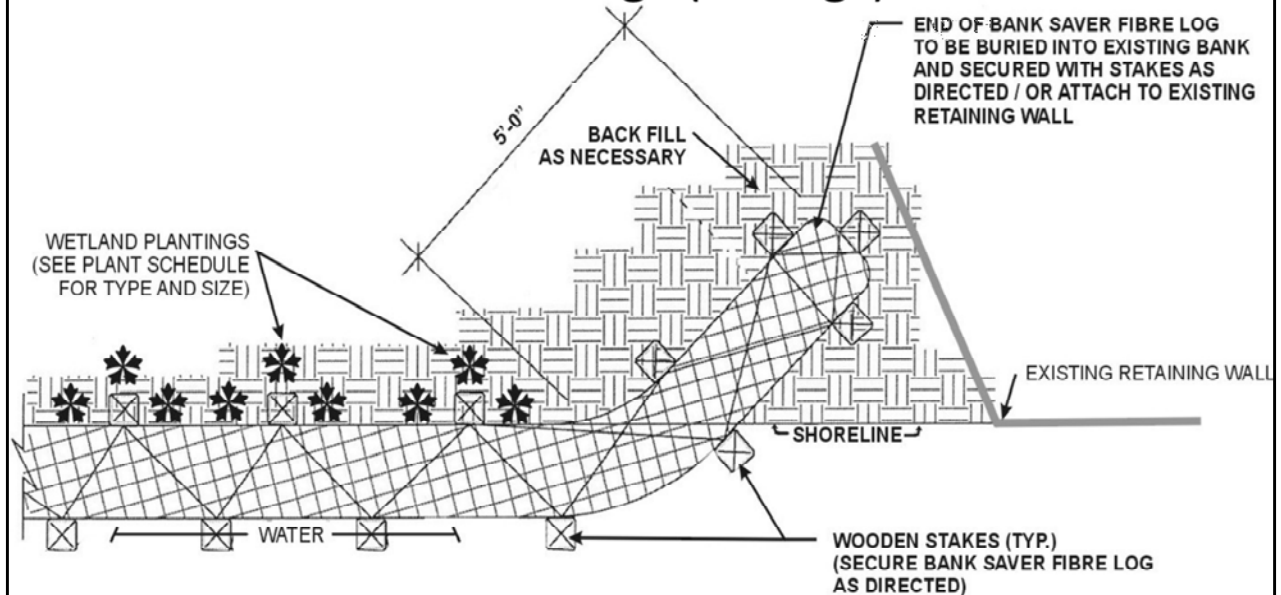 END OF BANK SAVER FIBRE LOG
TO BE BURIED INTO EXISTING BANK
AND SECURED WITH STAKES AS
DIRECTED / OR ATTACH TO EXISTING
RETAINING WALL
5'-0"
BACK FILL
AS NECESSARY
WETLAND PLANTINGS
(SEE PLANT SCHEDULE
FOR TYPE AND SIZE)
EXISTING RETAINING WALL
SHORELINE
WATER
WOODEN STAKES (TYP.)
(SECURE BANK SAVER FIBRE LOG
AS DIRECTED)